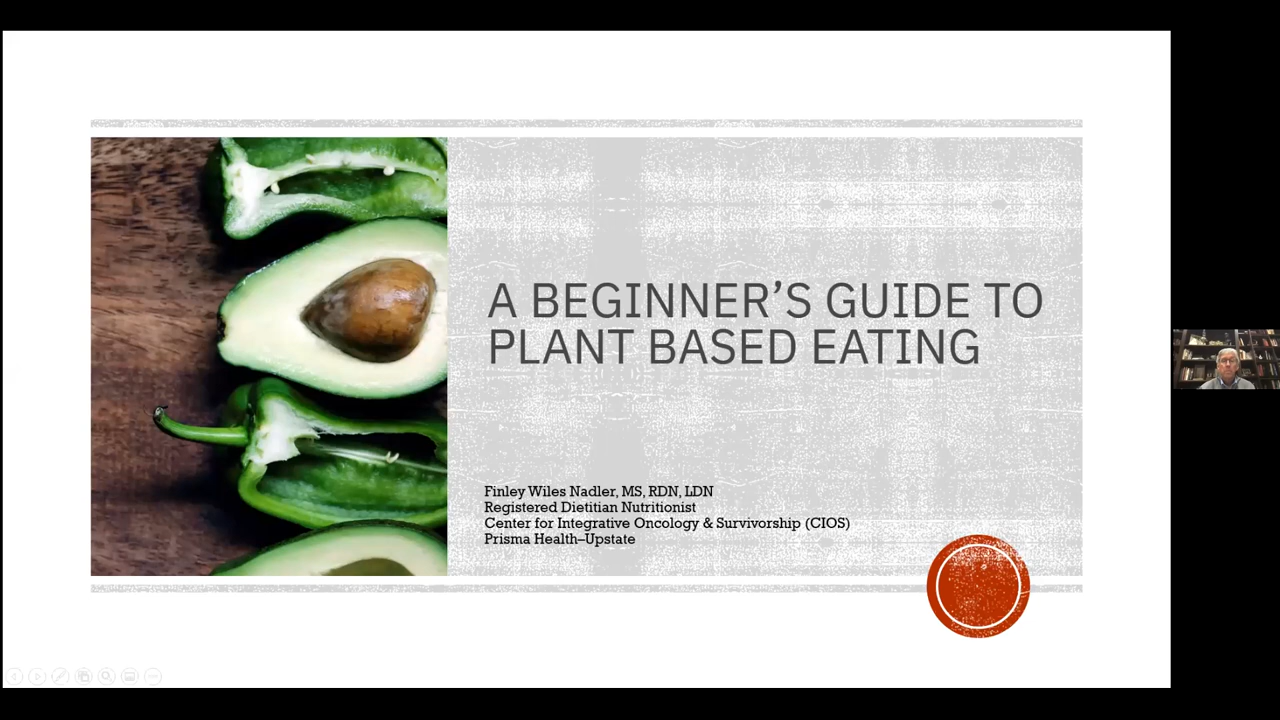 A BEGINNER’S GUIDE TO
PLANT BASED EATING
Finley Wiles Nadler, MS, RDN, LDN
Registered Dietitian Nutritionist
Center for Integrative Oncology & Survivorship (CIOS)
Prisma Health–Upstate